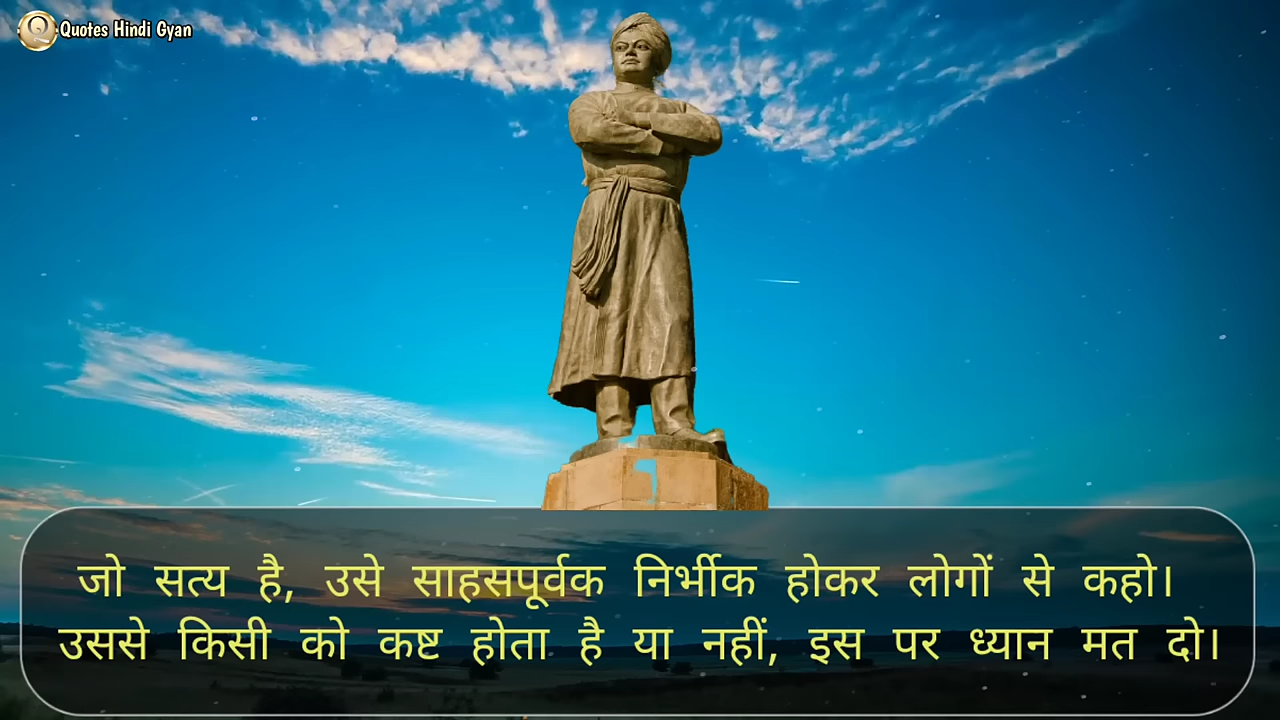 Quotes Hindi Gyan
जो सत्य है, उसे साहसपूर्वक निर्भीक होकर लोगों से कहो।
उससे किसी को कष्ट होता है या नहीं, इस पर ध्यान मत दो।